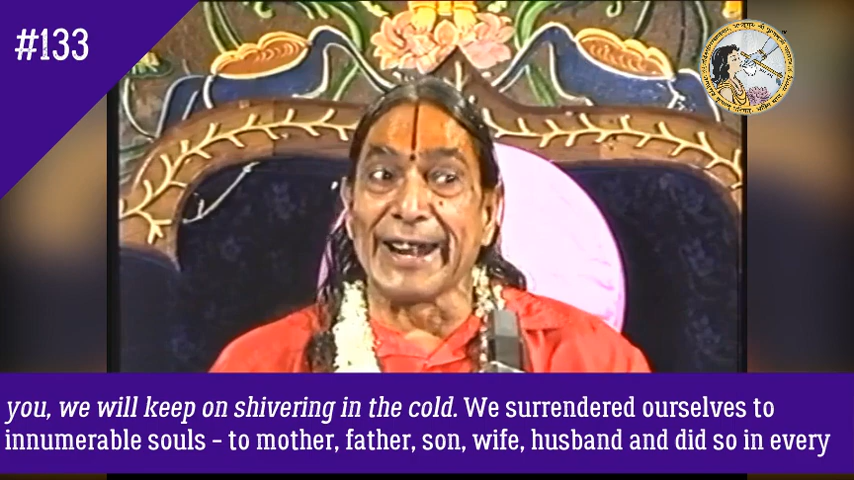 #133
you, we will keep on shivering in the cold. We surrendered ourselves to
innumerable souls – to mother, father, son, wife, husband and did so in every